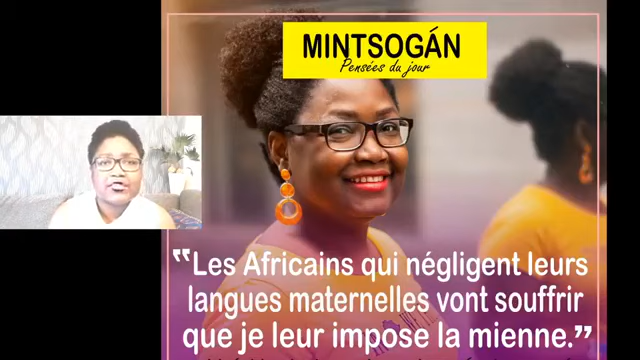 MINTSOGÁN
Pensées du jour
“Les Africains qui négligent leurs
langues maternelles vont souffrir
que je leur impose la mienne.”